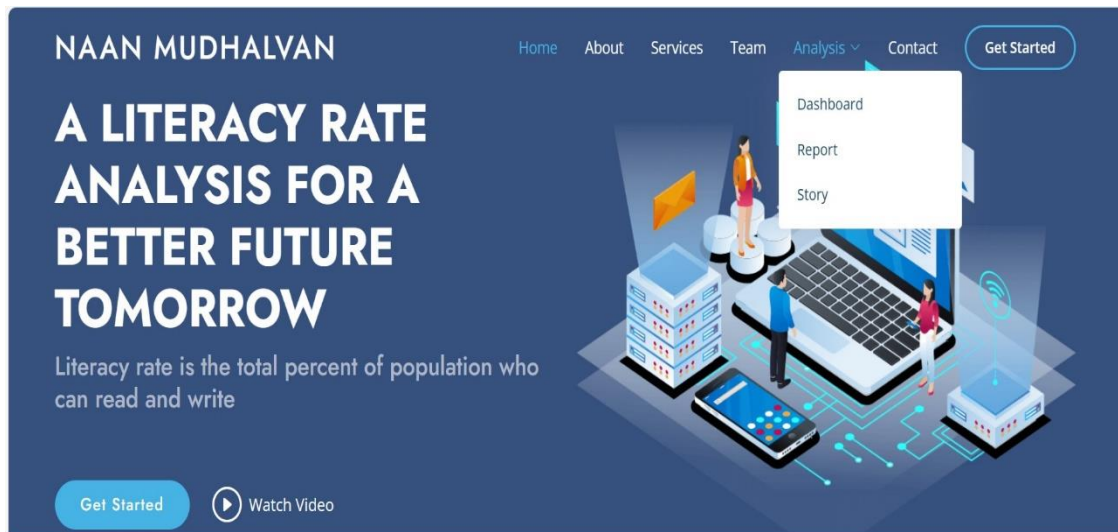 NAAN MUDHALVAN
Home About Services Team Analysis Contact Get Started
Dashboard
Report
Story
A LITERACY RATE
ANALYSIS FOR A
BETTER FUTURE
TOMORROW
Literacy rate is the total percent of population who
can read and write
Get Started Watch Video